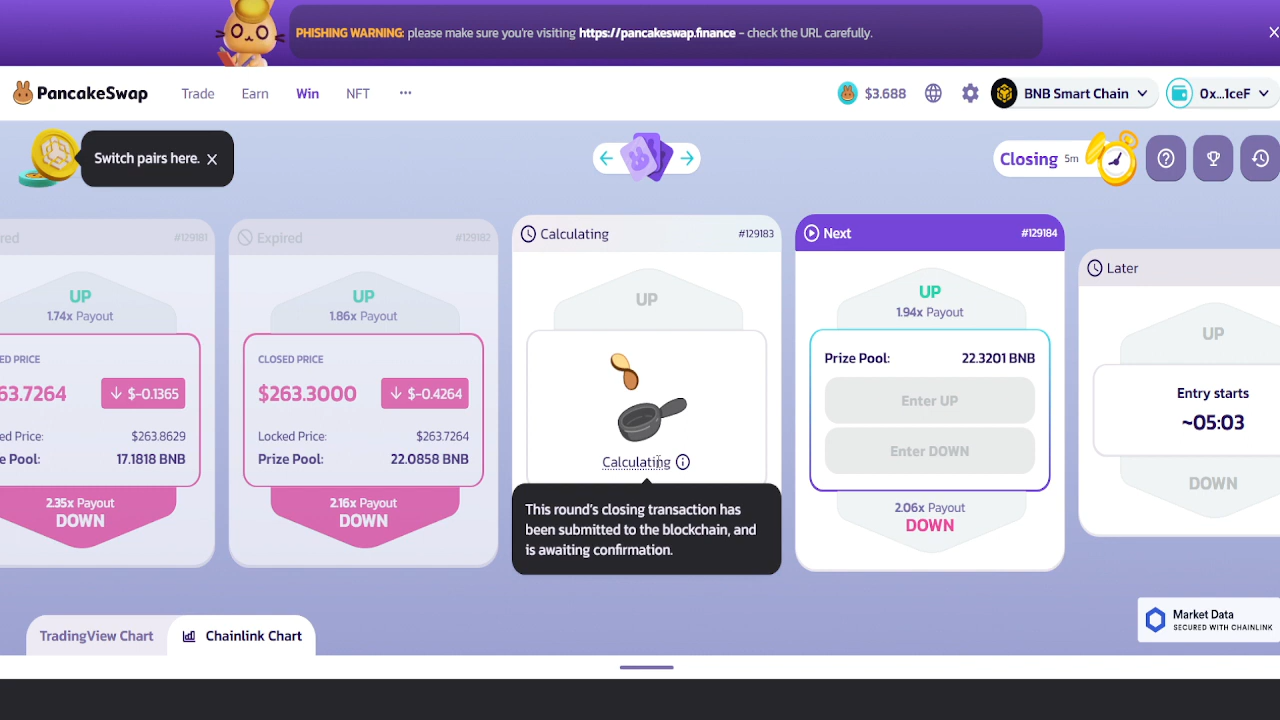 PHISHING WARNING: please make sure you're visiting https://pancakeswap.finance - check the URL carefully.
PancakeSwap
Trade
Earn
Win
NFT
$3.688
BNB Smart Chain
0x...1ceF
Switch pairs here.
Closing 5m
#129181
UP
1.74x Payout
PRICE
$-0.1365
Price:
$263.8629
Pool:
17.1818 BNB
2.35x Payout
DOWN
Expired
#129182
UP
1.86x Payout
CLOSED PRICE
$263.3000
$-0.4264
Locked Price:
$263.7264
Prize Pool:
22.0858 BNB
2.16x Payout
DOWN
Calculating
#129183
UP
Calculating
This round's closing transaction has
been submitted to the blockchain, and
is awaiting confirmation.
Next
#129184
UP
1.94x Payout
Prize Pool:
22.3201 BNB
Enter UP
Enter DOWN
2.06x Payout
DOWN
Later
UP
Entry starts
~05:03
DOWN
TradingView Chart
Chainlink Chart
Market Data
SECURED WITH CHAINLINK